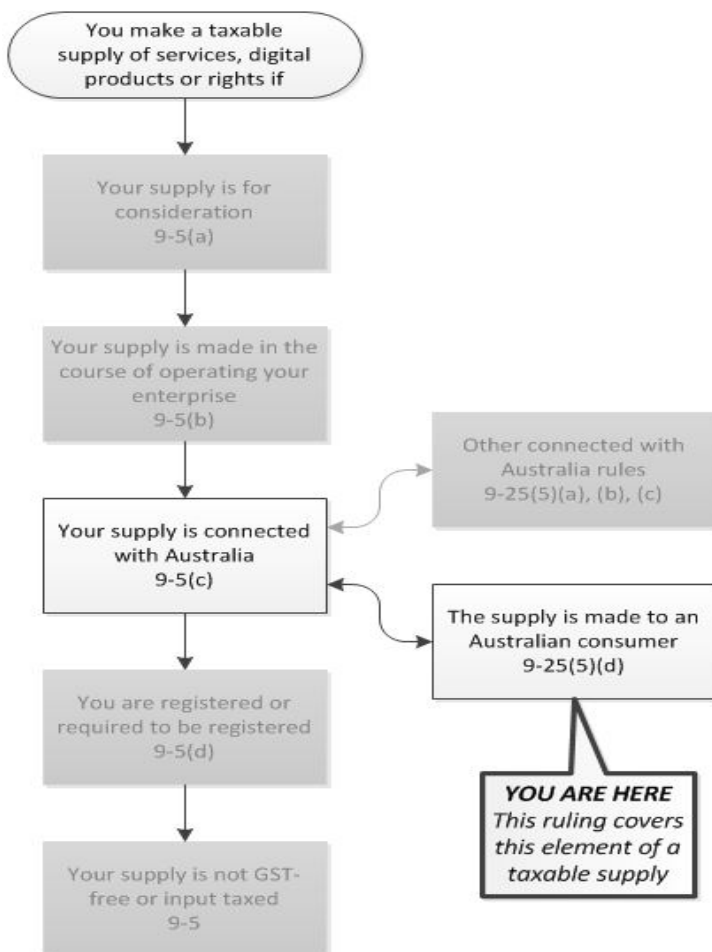 You make a taxable
supply of services, digital
products or rights if
Your supply is for
consideration
9-5(a)
Your supply is made in the
course of operating your
enterprise
9-5(b)
Other connected with
Australia rules
9-25(5)(a), (b), (c)
Your supply is connected
with Australia
9-5(c)
The supply is made to an
Australian consumer
9-25(5)(d)
You are registered or
required to be registered
9-5(d)
YOU ARE HERE
This ruling covers
this element of a
taxable supply
Your supply is not GST-
free or input taxed
9-5